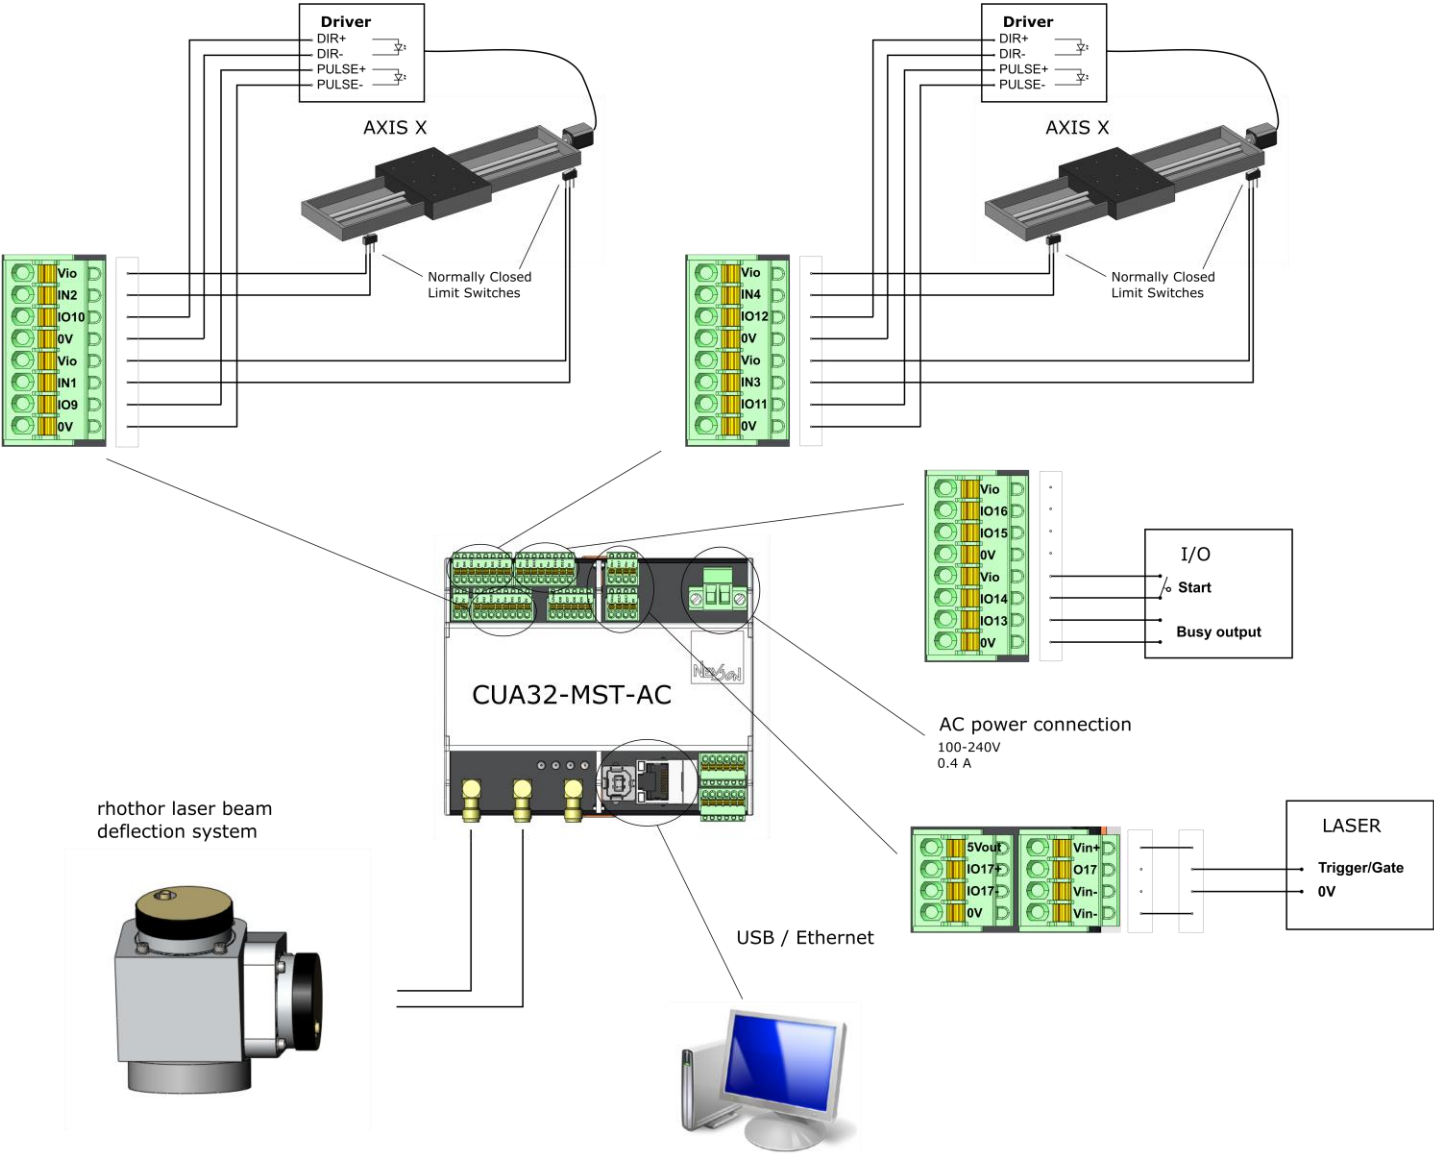 Driver
DIR+
DIR-
PULSE+
PULSE-
AXIS X
Normally Closed
Limit Switches
Vio
IN2
IO10
0V
Vio
IN1
IO9
0V
Driver
DIR+
DIR-
PULSE+
PULSE-
AXIS X
Normally Closed
Limit Switches
Vio
IN4
IO12
0V
Vio
IN3
IO11
0V
Vio
IO16
IO15
0V
Vio
IO14
IO13
0V
I/O
Start
Busy output
CUA32-MST-AC
AC power connection
100-240V
0.4 A
rhothor laser beam
deflection system
USB / Ethernet
5Vout
IO17+
IO17-
0V
Vin+
O17
Vin-
Vin-
LASER
Trigger/Gate
0V